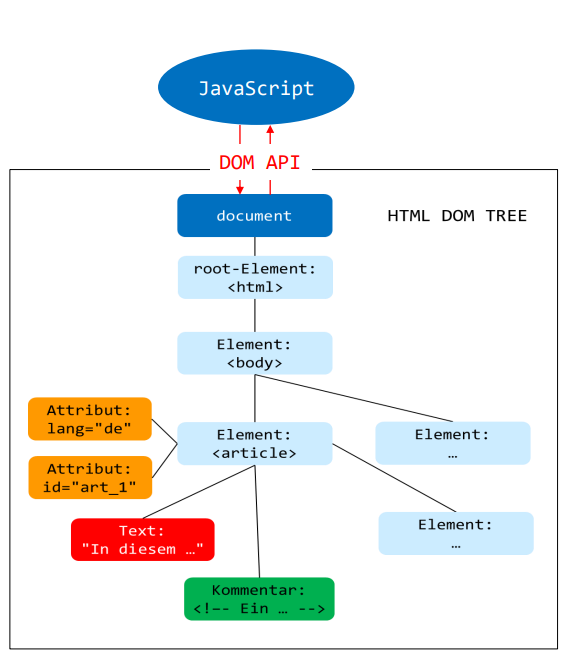 JavaScript
DOM API
document
HTML DOM TREE
root-Element:
<html>
Element:
<body>
Attribut:
lang="de"
Attribut:
id="art_1"
Element:
<article>
Element:
…
Element:
…
Text:
"In diesem …"
Kommentar:
<!-- Ein … -->